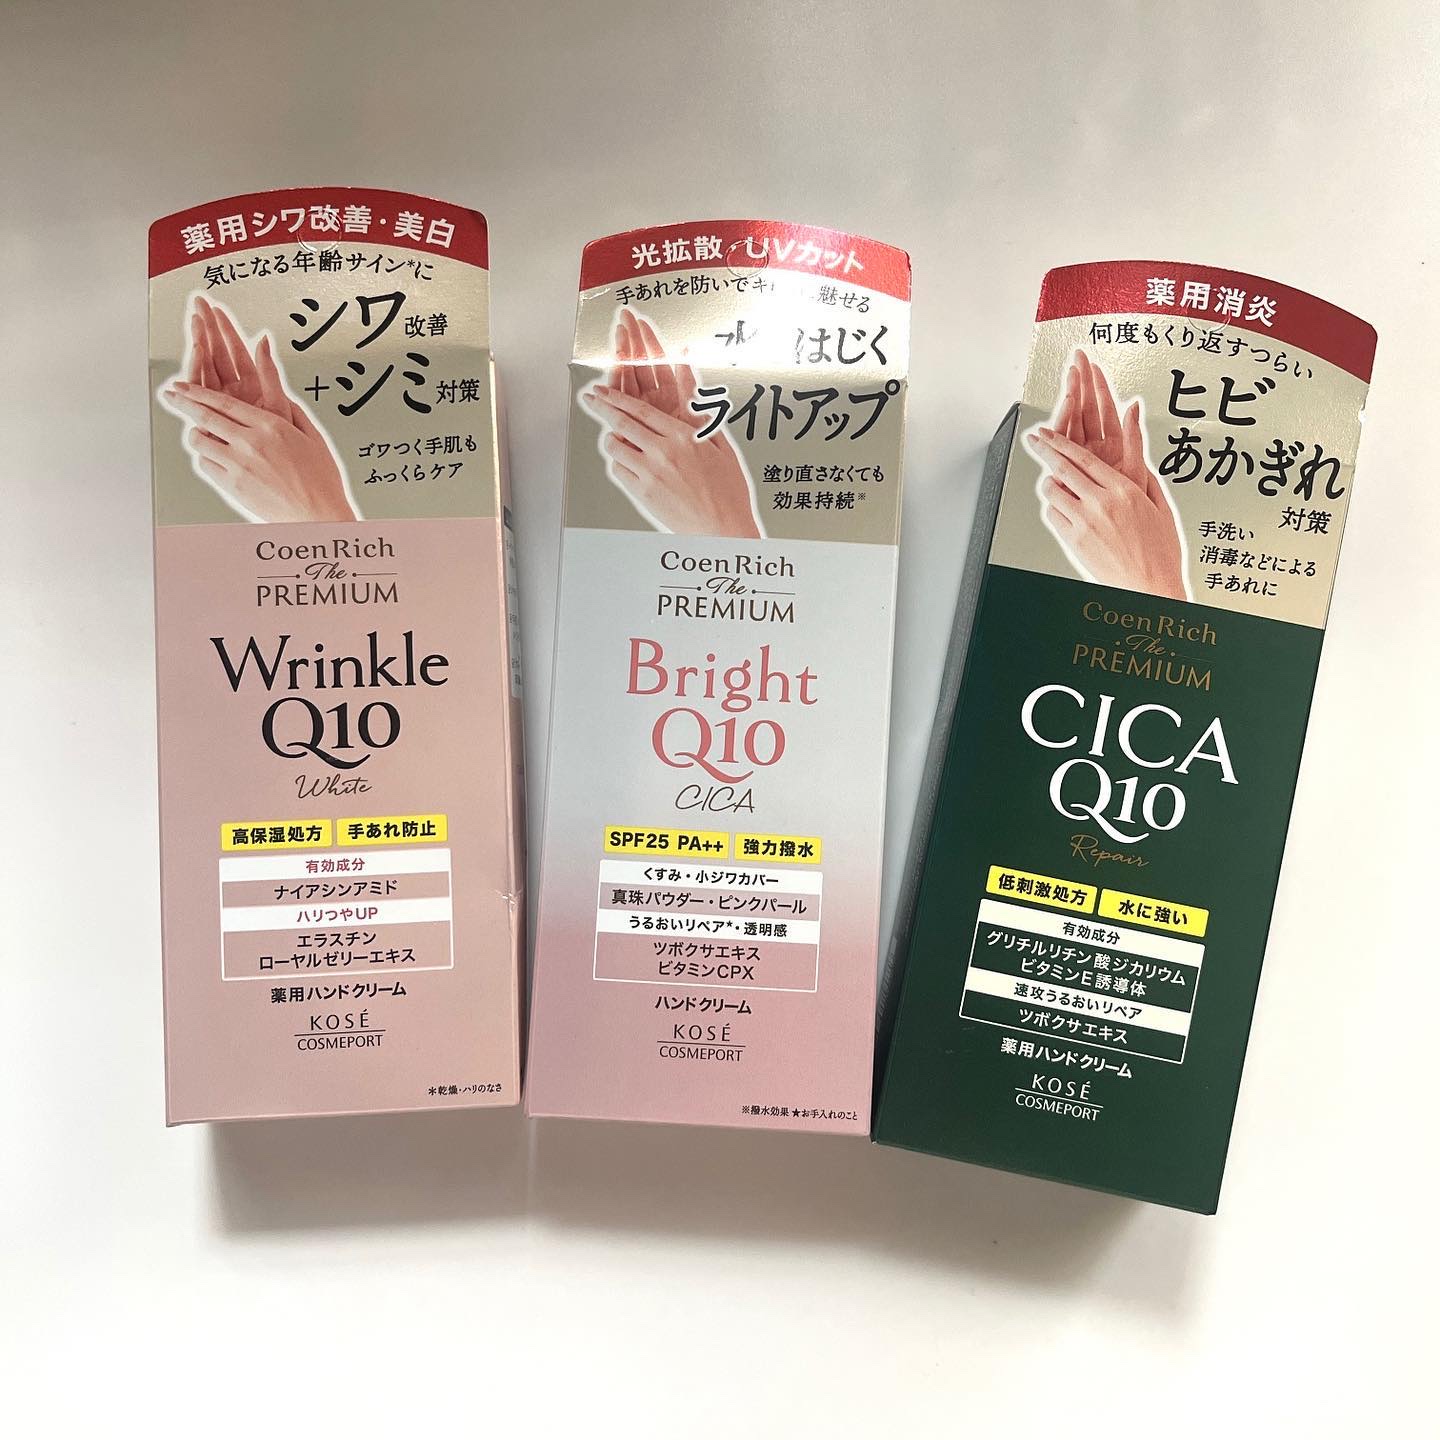 薬用シワ改善・美白
気になる年齢サイン*に
シワ改善
+シミ対策
ゴワつく手肌も
ふっくらケア
Coen Rich
The
PREMIUM
Wrinkle
Q10
White
高保湿処方 手あれ防止
有効成分
ナイアシンアミド
ハリつやUP
エラスチン
ローヤルゼリーエキス
薬用ハンドクリーム
KOSÉ
COSMEPORT
*乾燥・ハリのなさ
光拡散・UVカット
手あれを防いで 魅せる
水 はじく
ライトアップ
塗り直さなくても
効果持続※
Coen Rich
The
PREMIUM
Bright
Q10
CICA
SPF25 PA++ 強力撥水
くすみ・小ジワカバー
真珠パウダー・ピンクパール
うるおいリペア★・透明感
ツボクサエキス
ビタミンCPX
ハンドクリーム
KOSÉ
COSMEPORT
※撥水効果 ★お手入れのこと
薬用消炎
何度もくり返すつらい
ヒビ
あかぎれ
対策
手洗い
消毒などによる
手あれに
Coen Rich
The
PREMIUM
CICA
Q10
Repair
低刺激処方 水に強い
有効成分
グリチルリチン酸ジカリウム
ビタミンE誘導体
速攻うるおいリペア
ツボクサエキス
薬用ハンドクリーム
KOSÉ
COSMEPORT